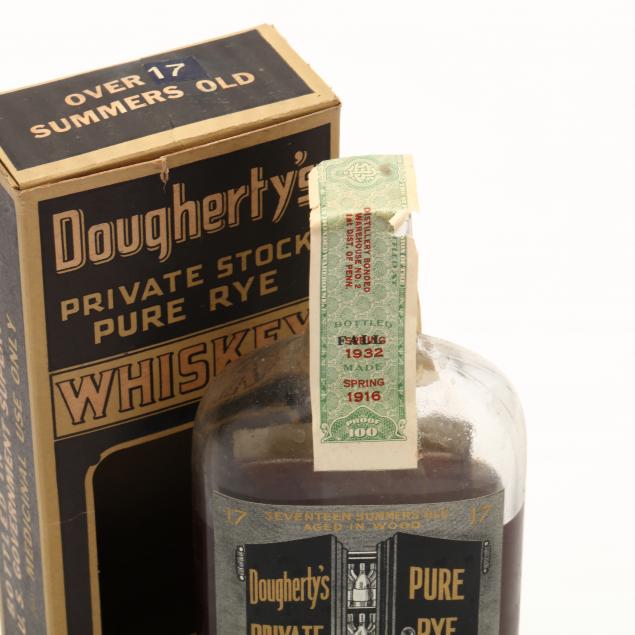 OVER 17
SUMMERS OLD
Dougherty's
PRIVATE STOCK
PURE RYE
WHISKEY
U.S. GOVERNMENT
MEDICINAL USE ONLY
DISTILLERY BONDED
WAREHOUSE NO. 2
1st DIST. OF PENN.
BOTTLED
FALL
1932
MADE
SPRING
1916
PROOF
100
17 SEVENTEEN SUMMERS OLD 17
AGED IN WOOD
Dougherty's PURE
PRIVATE RYE